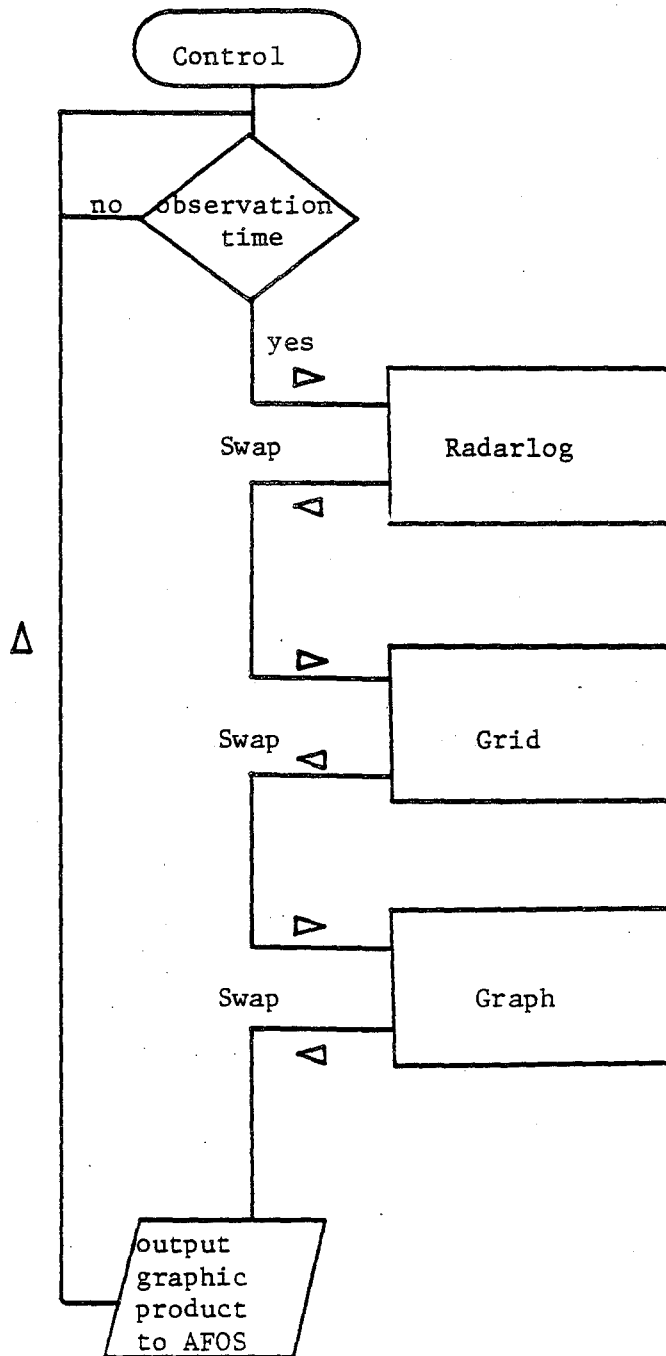 Control
no observation
time
yes
Swap
Radarlog
Swap
Grid
Swap
Graph
output
graphic
product
to AFOS